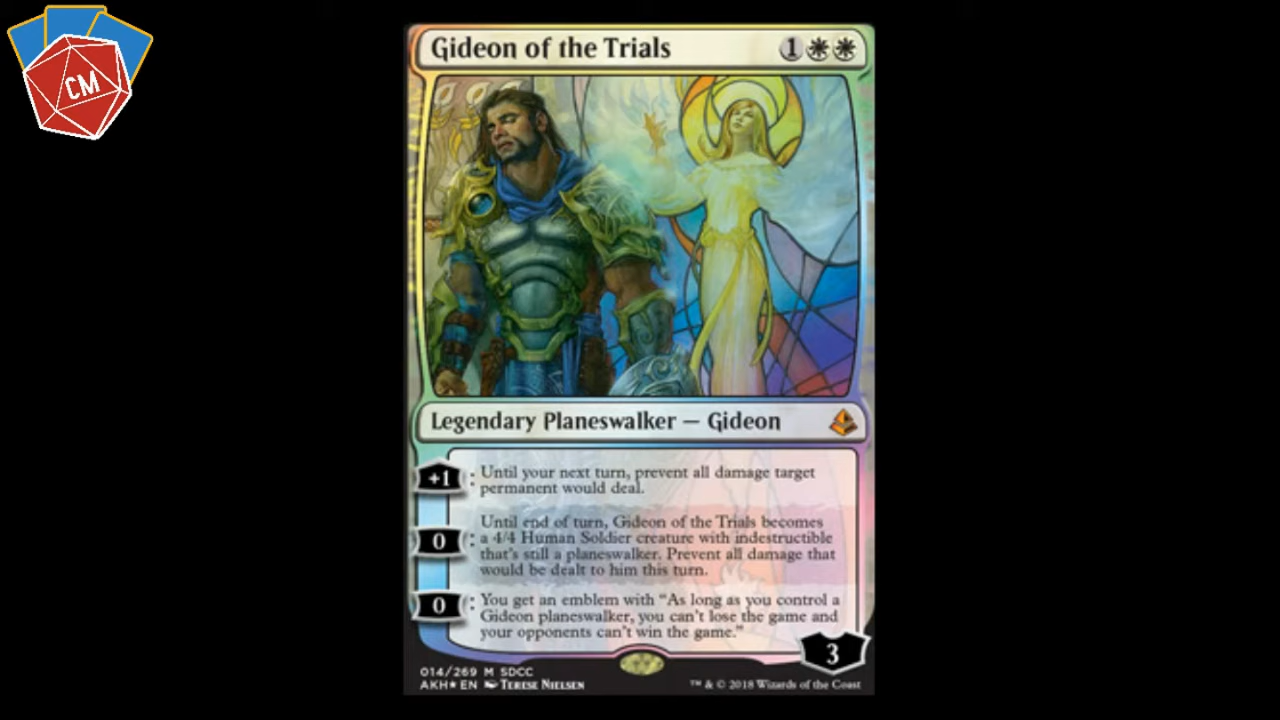 CM
Gideon of the Trials 1
Legendary Planeswalker — Gideon
+1 : Until your next turn, prevent all damage target
permanent would deal.
Until end of turn, Gideon of the Trials becomes
0 : a 4/4 Human Soldier creature with indestructible
that's still a planeswalker. Prevent all damage that
would be dealt to him this turn.
0 : You get an emblem with “As long as you control a
Gideon planeswalker, you can't lose the game and
your opponents can't win the game.”
3
014/269 M SDCC
AKH★EN Terese Nielsen
™ & © 2018 Wizards of the Coast